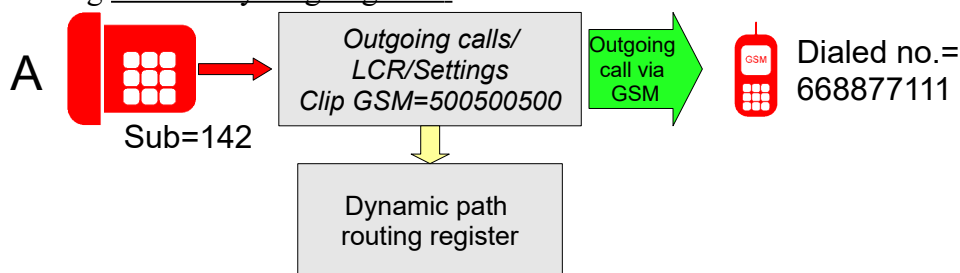 A
Sub=142
Outgoing calls/
LCR/Settings
Clip GSM=500500500
Outgoing
call via
GSM
GSM
Dialed no.=
668877111
Dynamic path
routing register